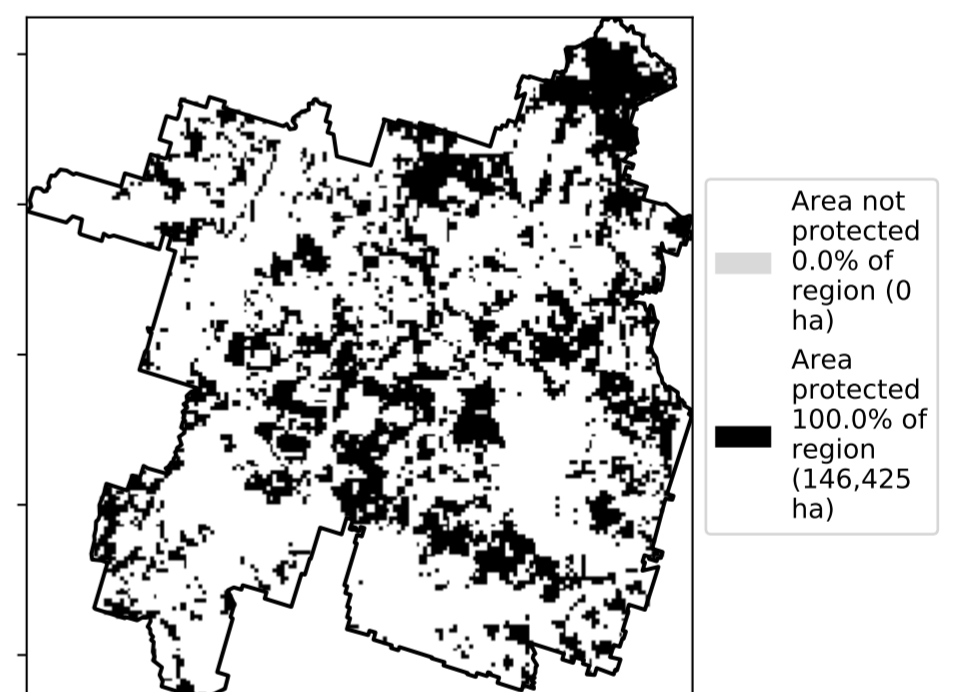 Area not
protected
0.0% of
region (0
ha)
Area
protected
100.0% of
region
(146,425
ha)